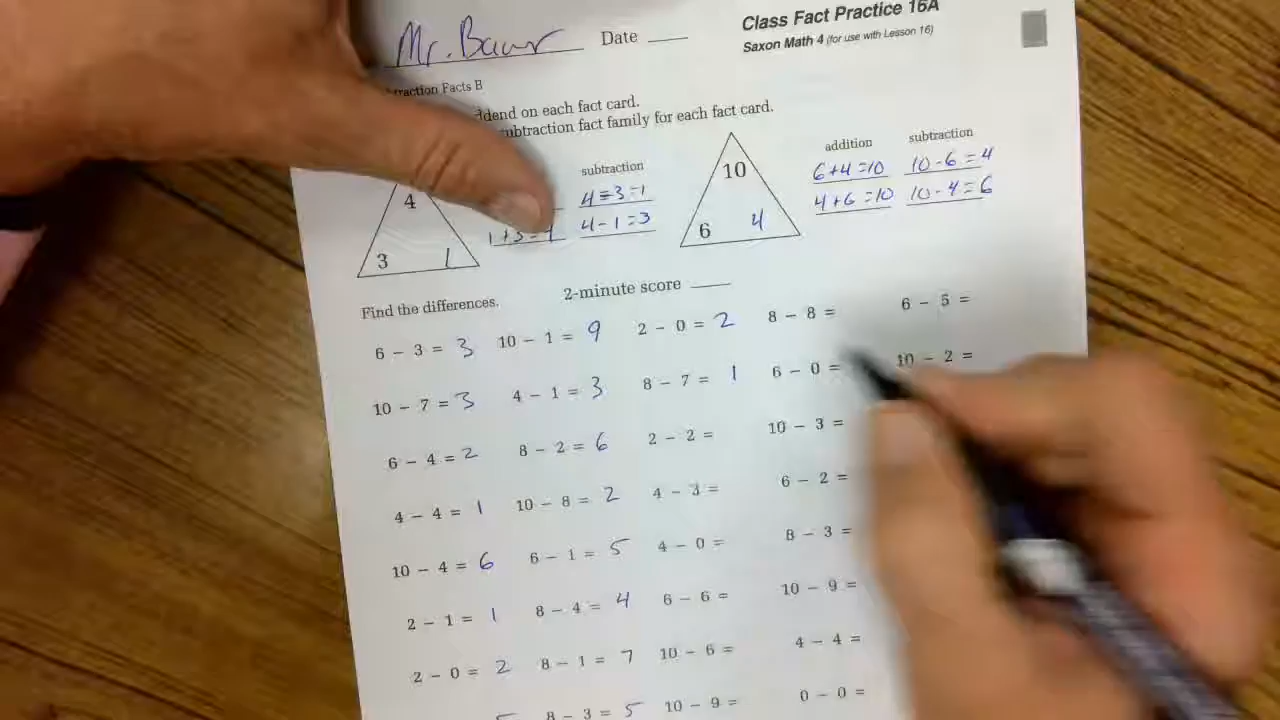 Mr. Baur Date ___ Class Fact Practice 16A
Saxon Math 4 (for use with Lesson 16)
Facts B
on each fact card.
fact family for each fact card.
subtraction
4 - 3 = 1
4 - 1 = 3
1 + 3 =
4
3 1
10
6 4
addition subtraction
6 + 4 = 10 10 - 6 = 4
4 + 6 = 10 10 - 4 = 6
Find the differences. 2-minute score ___
6 − 3 = 3 10 − 1 = 9 2 − 0 = 2 8 − 8 = 6 − 5 =
10 − 7 = 3 4 − 1 = 3 8 − 7 = 1 6 − 0 = 10 − 2 =
6 − 4 = 2 8 − 2 = 6 2 − 2 = 10 − 3 =
4 − 4 = 1 10 − 8 = 2 4 − 3 = 6 − 2 =
10 − 4 = 6 6 − 1 = 5 4 − 0 = 8 − 3 =
2 − 1 = 1 8 − 4 = 4 6 − 6 = 10 − 9 =
2 − 0 = 2 8 − 1 = 7 10 − 6 = 4 − 4 =
5 8 − 3 = 5 10 − 9 = 0 − 0 =